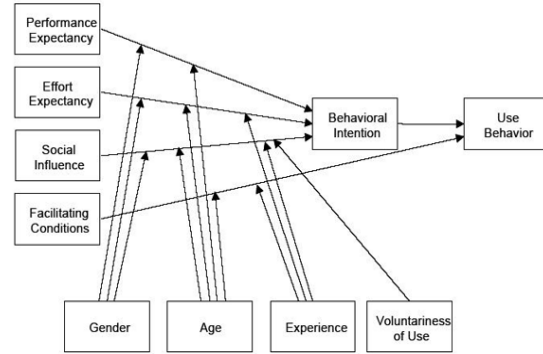 Performance
Expectancy
Effort
Expectancy
Social
Influence
Facilitating
Conditions
Behavioral
Intention
Use
Behavior
Gender
Age
Experience
Voluntariness
of Use